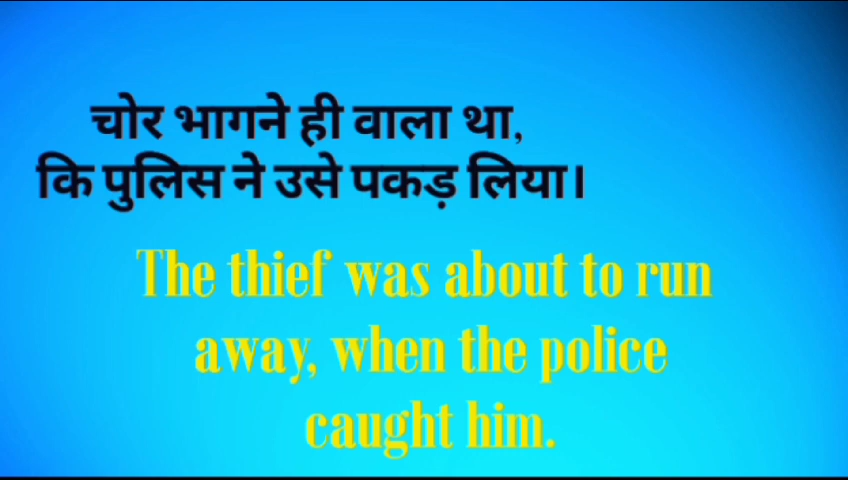 चोर भागने ही वाला था,
कि पुलिस ने उसे पकड़ लिया।
The thief was about to run
away, when the police
caught him.